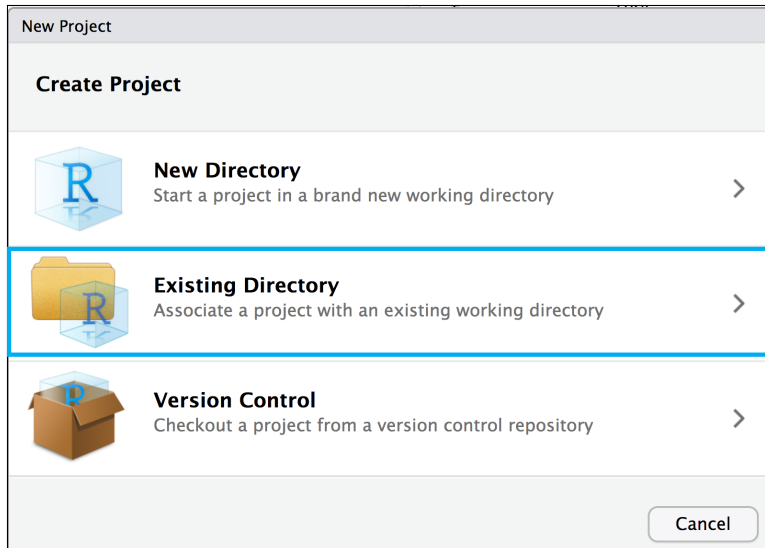 New Project
Create Project
New Directory
Start a project in a brand new working directory
Existing Directory
Associate a project with an existing working directory
Version Control
Checkout a project from a version control repository
Cancel